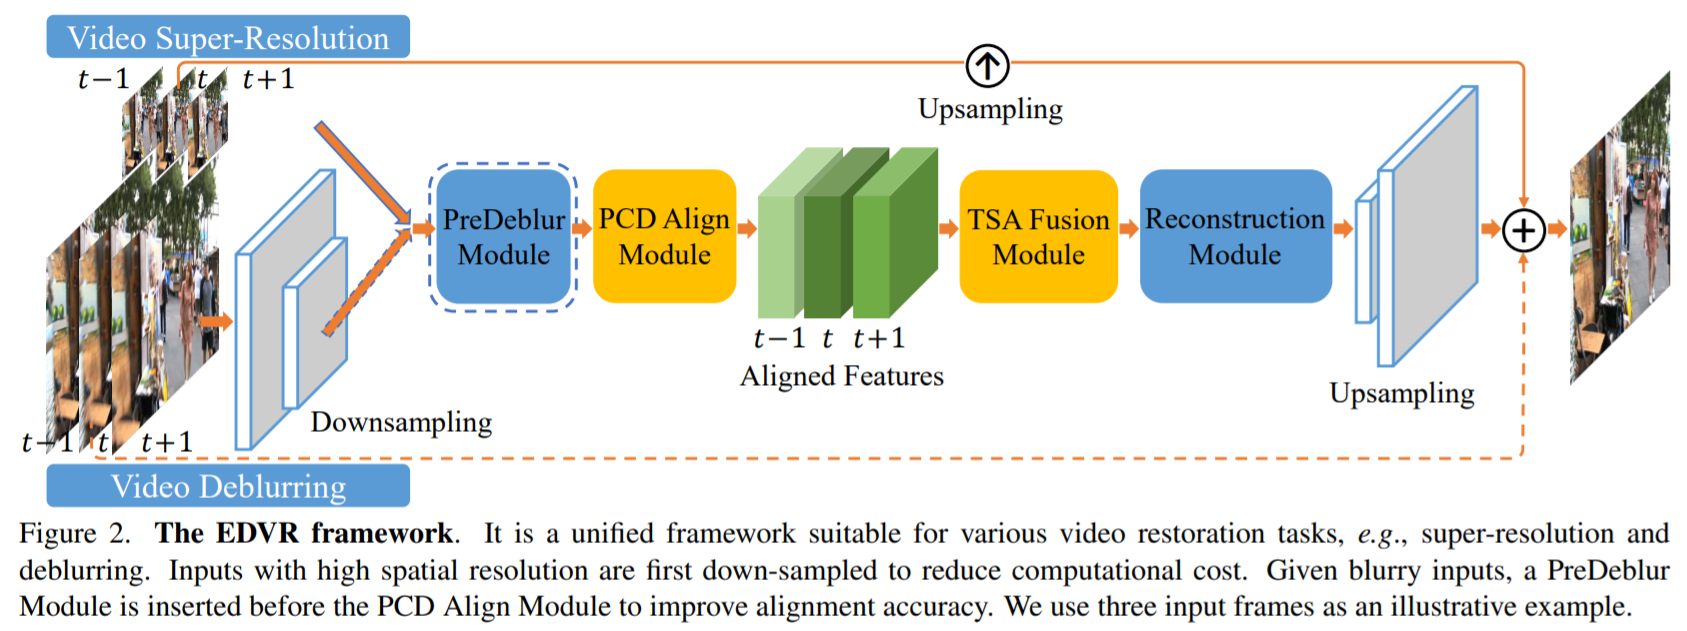 Video Super-Resolution
t−1 t t+1
Upsampling
PreDeblur
Module
PCD Align
Module
TSA Fusion
Module
Reconstruction
Module
t−1 t t+1
Aligned Features
Upsampling
Downsampling
t−1 t t+1
Video Deblurring
Figure 2. The EDVR framework. It is a unified framework suitable for various video restoration tasks, e.g., super-resolution and
deblurring. Inputs with high spatial resolution are first down-sampled to reduce computational cost. Given blurry inputs, a PreDeblur
Module is inserted before the PCD Align Module to improve alignment accuracy. We use three input frames as an illustrative example.